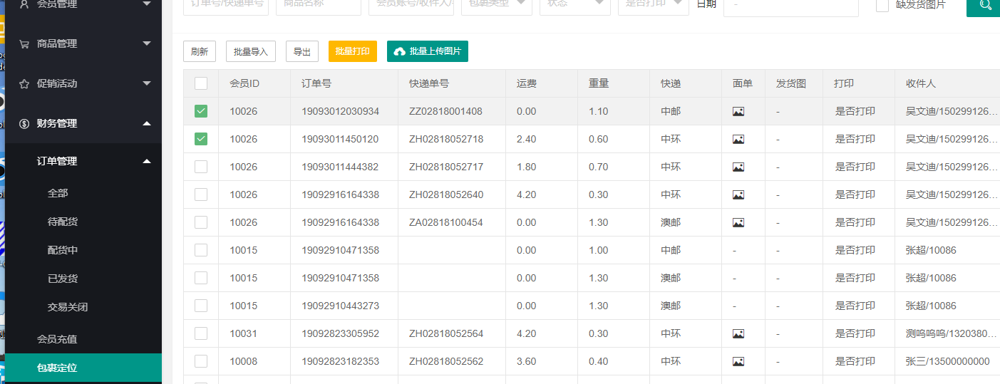 会员管理
商品管理
促销活动
财务管理
订单管理
全部
待配货
配货中
已发货
交易关闭
会员充值
包裹定位
订单号/快递单号 商品名称 会员账号/收件人/ 包裹类型 状态 是否打印 日期 - 缺发货图片
刷新 批量导入 导出 批量打印 批量上传图片
会员ID 订单号 快递单号 运费 重量 快递 面单 发货图 打印 收件人
10026 19093012030934 ZZ02818001408 0.00 1.10 中邮 - 是否打印 吴文迪/150299126...
10026 19093011450120 ZH02818052718 2.40 0.60 中环 - 是否打印 吴文迪/150299126...
10026 19093011444382 ZH02818052717 1.80 0.70 中环 - 是否打印 吴文迪/150299126...
10026 19092916164338 ZH02818052640 4.20 0.30 中环 - 是否打印 吴文迪/150299126...
10026 19092916164338 ZA02818100454 0.00 1.30 澳邮 - 是否打印 吴文迪/150299126...
10015 19092910471358 0.00 1.00 中邮 - - 是否打印 张超/10086
10015 19092910471358 0.00 1.30 澳邮 - - 是否打印 张超/10086
10015 19092910443273 0.00 1.30 澳邮 - - 是否打印 张超/10086
10031 19092823305952 ZH02818052564 4.20 0.30 中环 - 是否打印 测呜呜呜/1320380...
10008 19092823182353 ZH02818052562 3.60 0.40 中环 - 是否打印 张三/13500000000